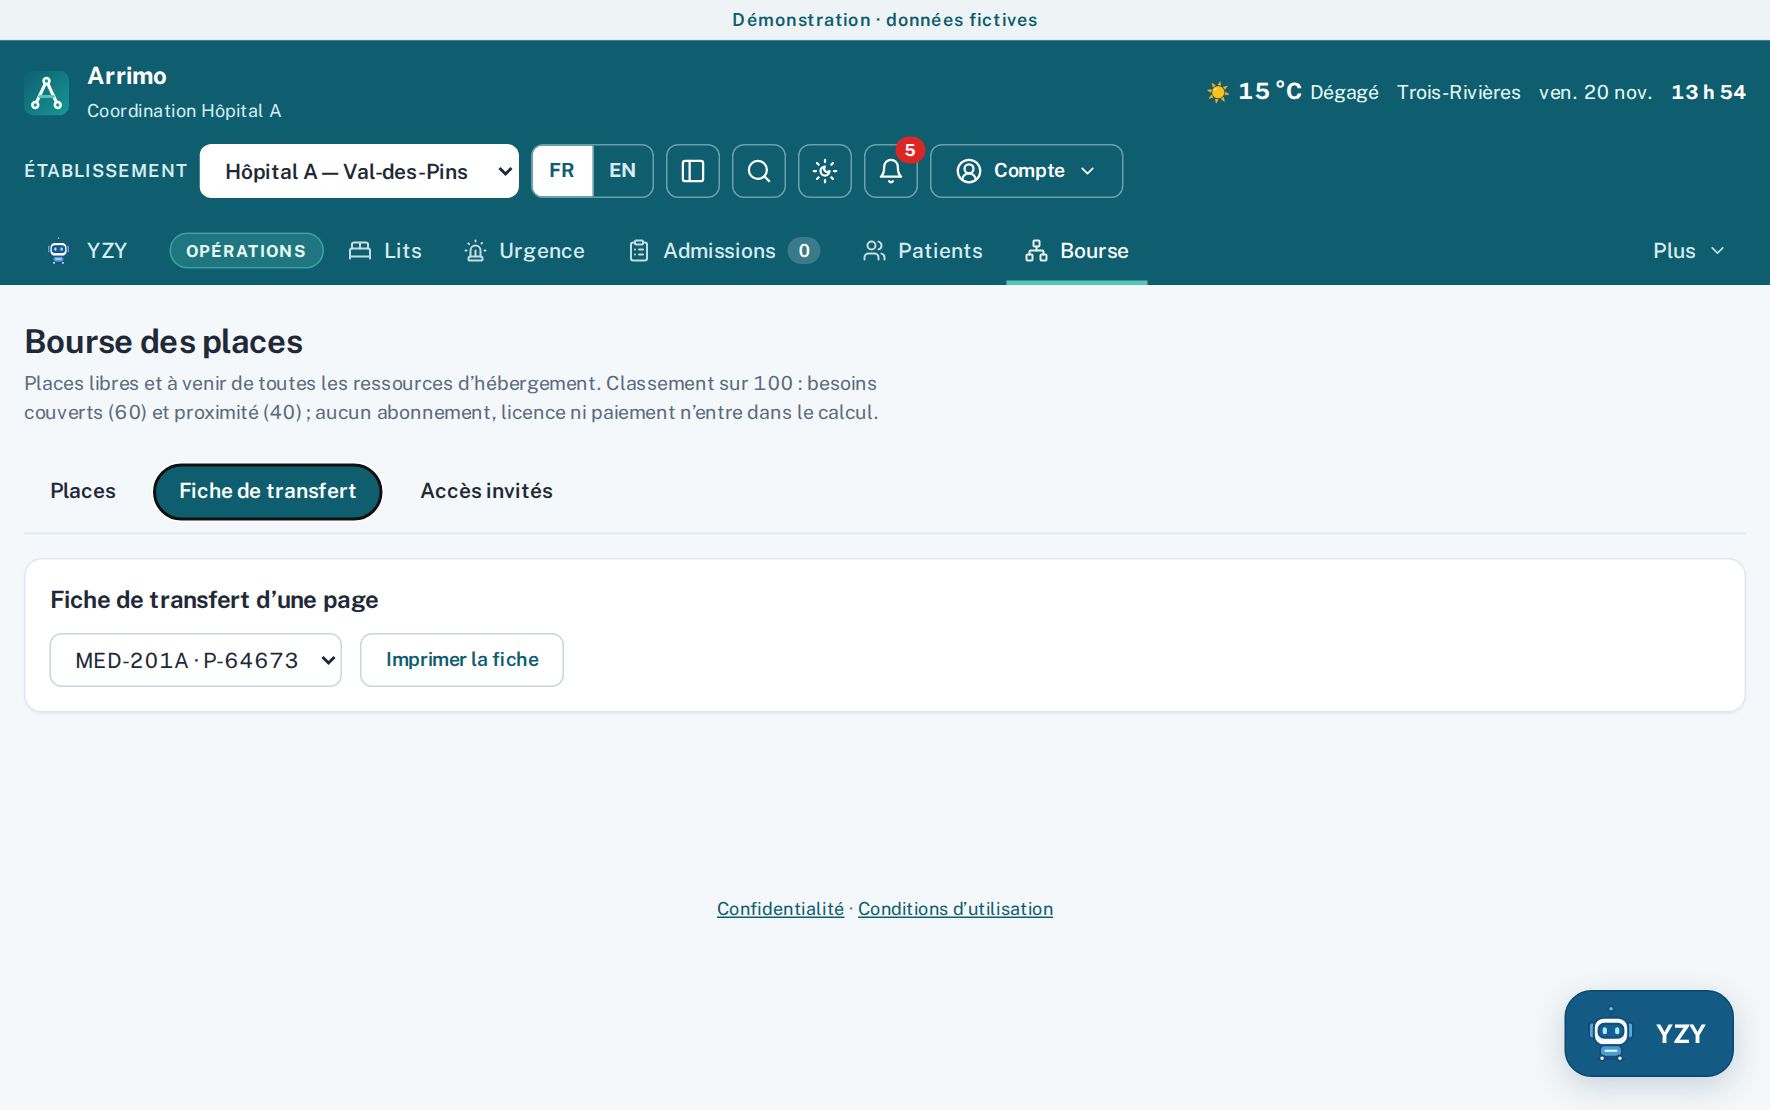 Démonstration · données fictives
Arrimo
Coordination Hôpital A
15 °C Dégagé Trois-Rivières ven. 20 nov. 13 h 54
ÉTABLISSEMENT Hôpital A — Val-des-Pins FR EN 5 Compte
YZY OPÉRATIONS Lits Urgence Admissions 0 Patients Bourse Plus
Bourse des places
Places libres et à venir de toutes les ressources d’hébergement. Classement sur 100 : besoins
couverts (60) et proximité (40) ; aucun abonnement, licence ni paiement n’entre dans le calcul.
Places Fiche de transfert Accès invités
Fiche de transfert d’une page
MED-201A · P-64673 Imprimer la fiche
Confidentialité · Conditions d’utilisation
YZY